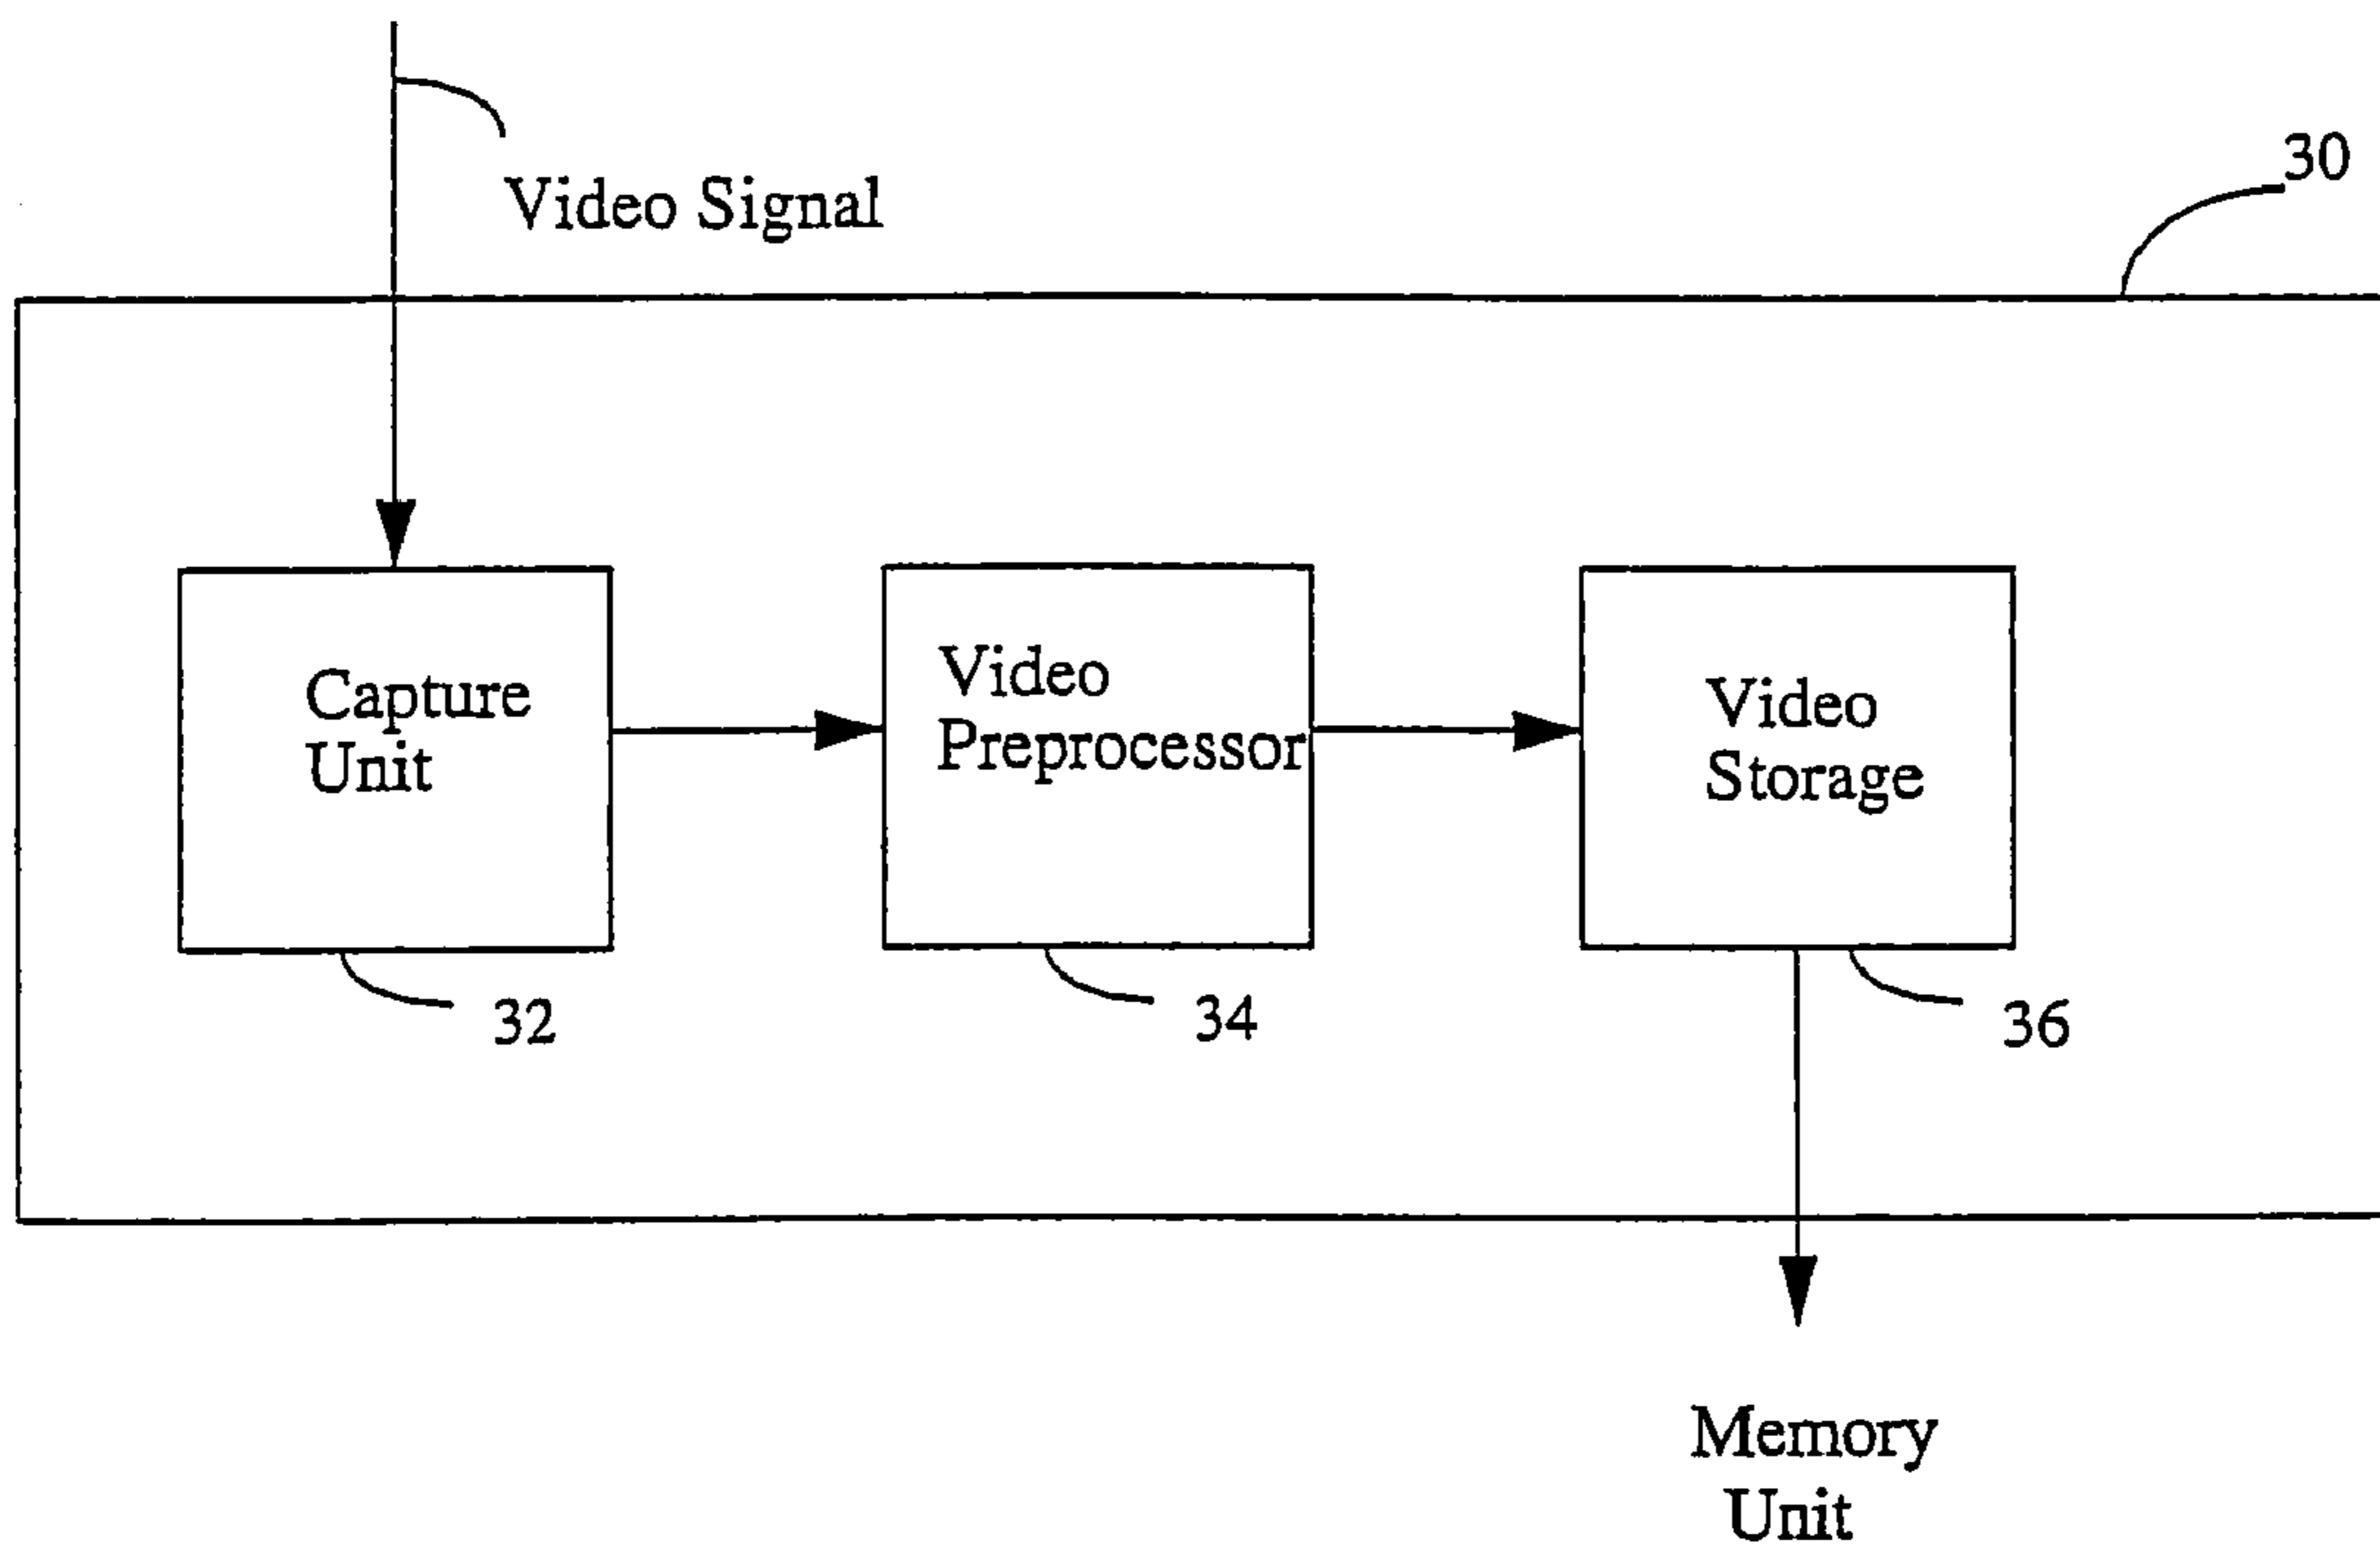 30
Video Signal
Capture
Unit
Video
Preprocessor
Video
Storage
32
34
36
Memory
Unit